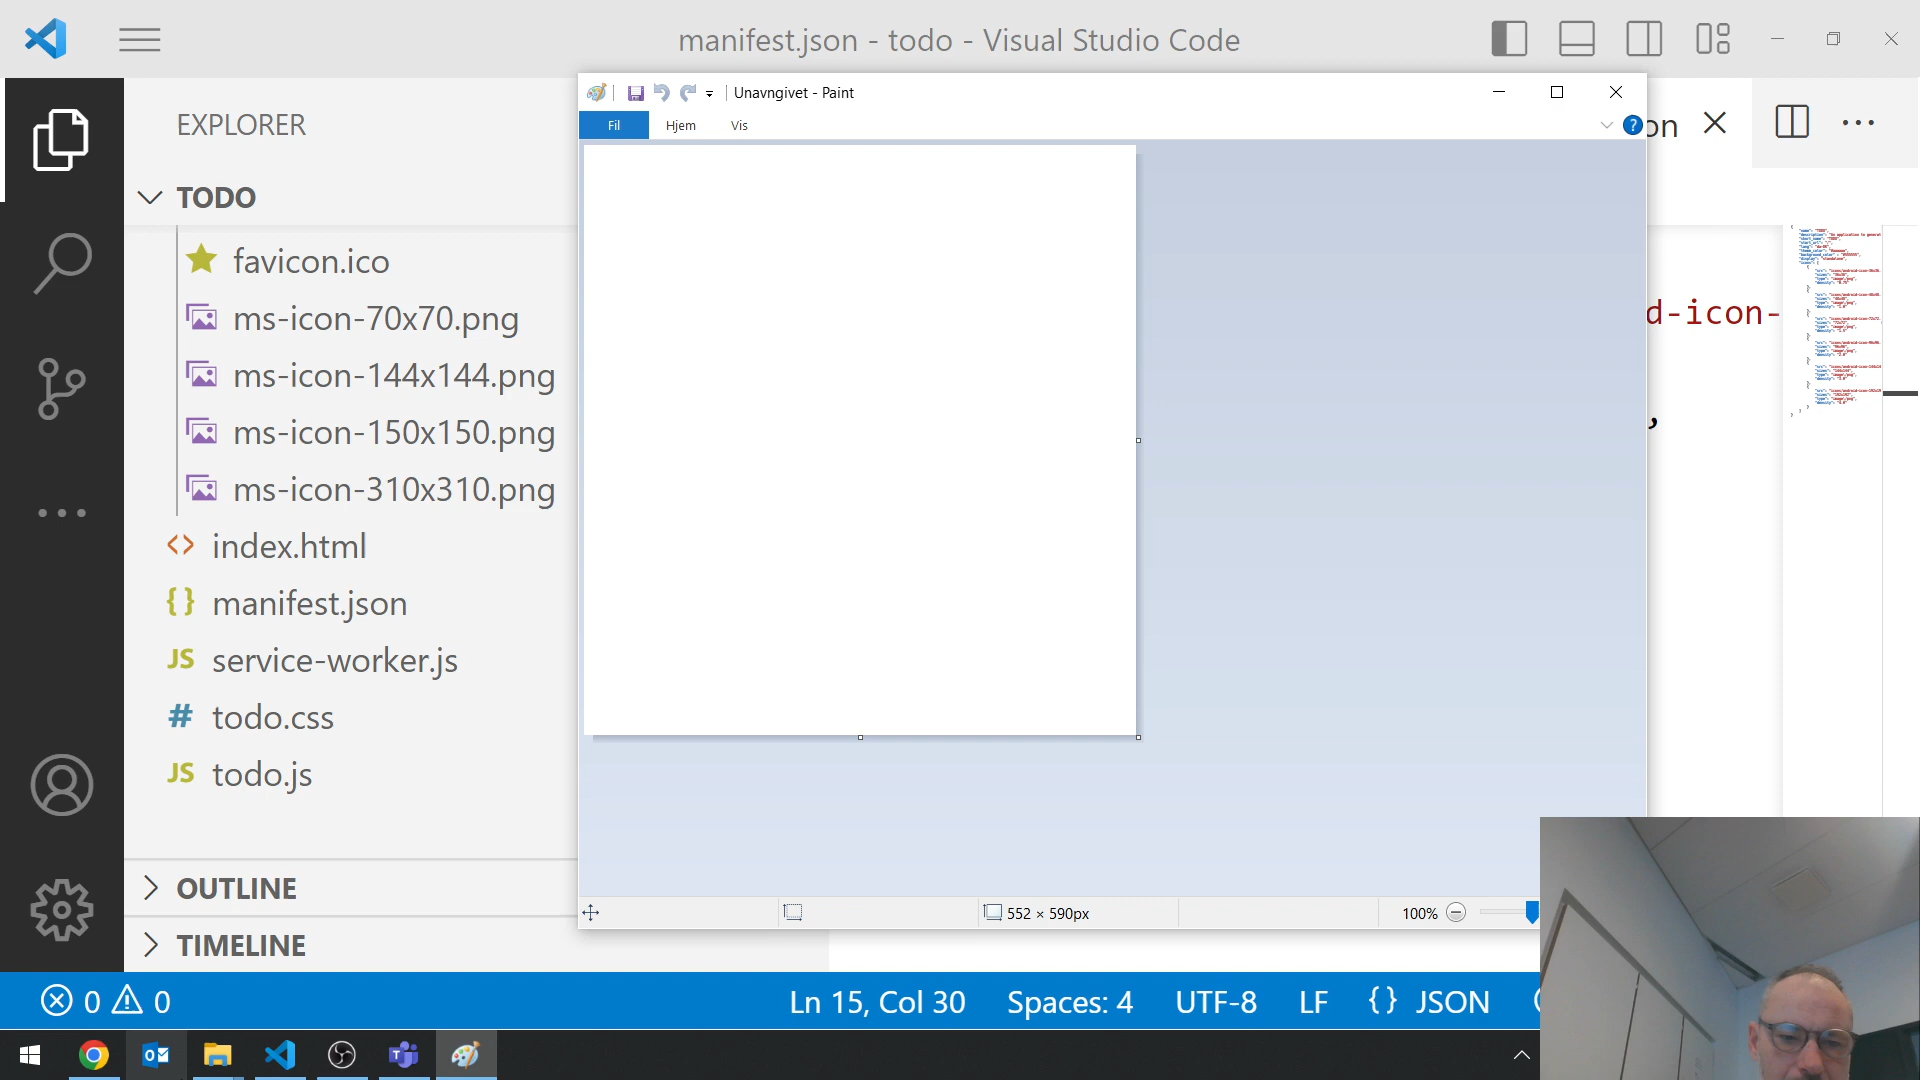 manifest.json - todo - Visual Studio Code
EXPLORER
TODO
favicon.ico
ms-icon-70x70.png
ms-icon-144x144.png
ms-icon-150x150.png
ms-icon-310x310.png
index.html
manifest.json
service-worker.js
todo.css
todo.js
OUTLINE
TIMELINE
Unavngivet - Paint
Fil Hjem Vis
on
d-icon-
,
552 × 590px
100%
0 0
Ln 15, Col 30 Spaces: 4 UTF-8 LF {} JSON